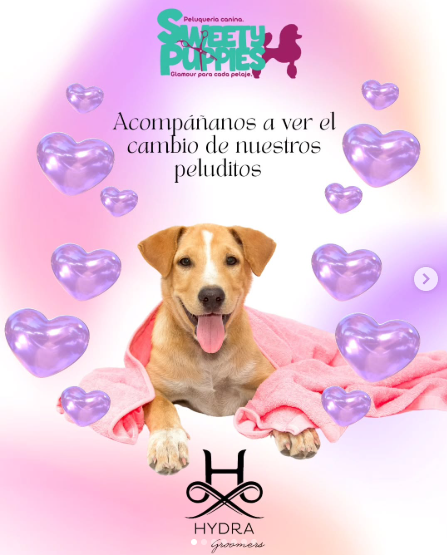 Peluquería canina.
SWEETY
PUPPIES
Glamour para cada pelaje.
Acompáñanos a ver el
cambio de nuestros
peluditos
H
HYDRA
Groomers